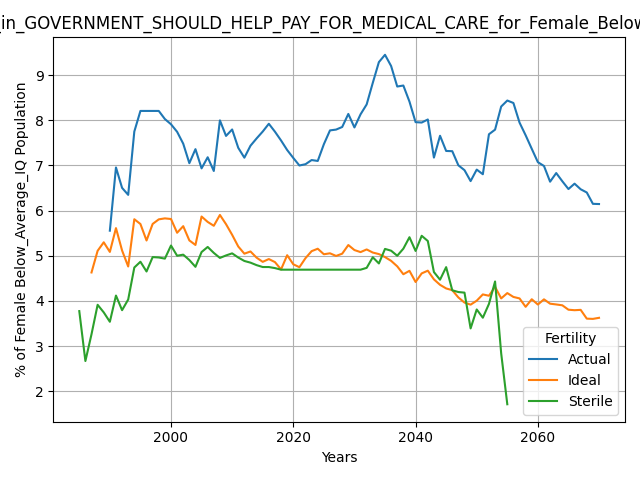 _in_GOVERNMENT_SHOULD_HELP_PAY_FOR_MEDICAL_CARE_for_Female_Below
% of Female Below_Average_IQ Population
9
8
7
6
5
4
3
2
2000 2020 2040 2060
Years
Fertility
Actual
Ideal
Sterile